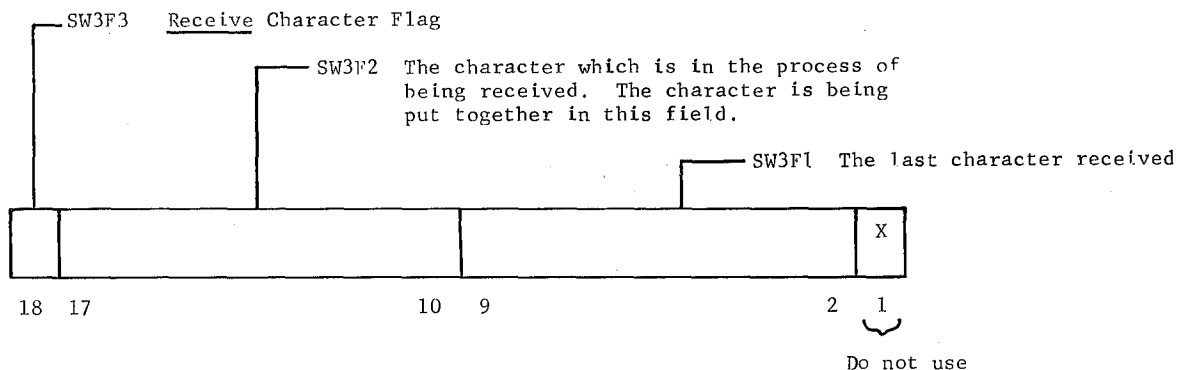 SW3F3 Receive Character Flag
SW3F2 The character which is in the process of
being received. The character is being
put together in this field.
SW3F1 The last character received
X
18 17 10 9 2 1
Do not use